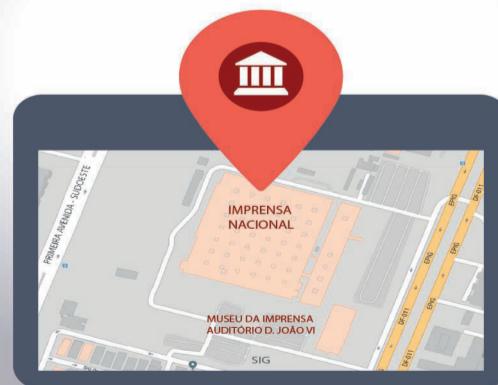 PRIMEIRA AVENIDA - SUDOESTE
IMPRENSA
NACIONAL
EPIG
DF-011
EPIG
EPIG
DF-011
DF-011
MUSEU DA IMPRENSA
AUDITÓRIO D. JOÃO VI
SIG